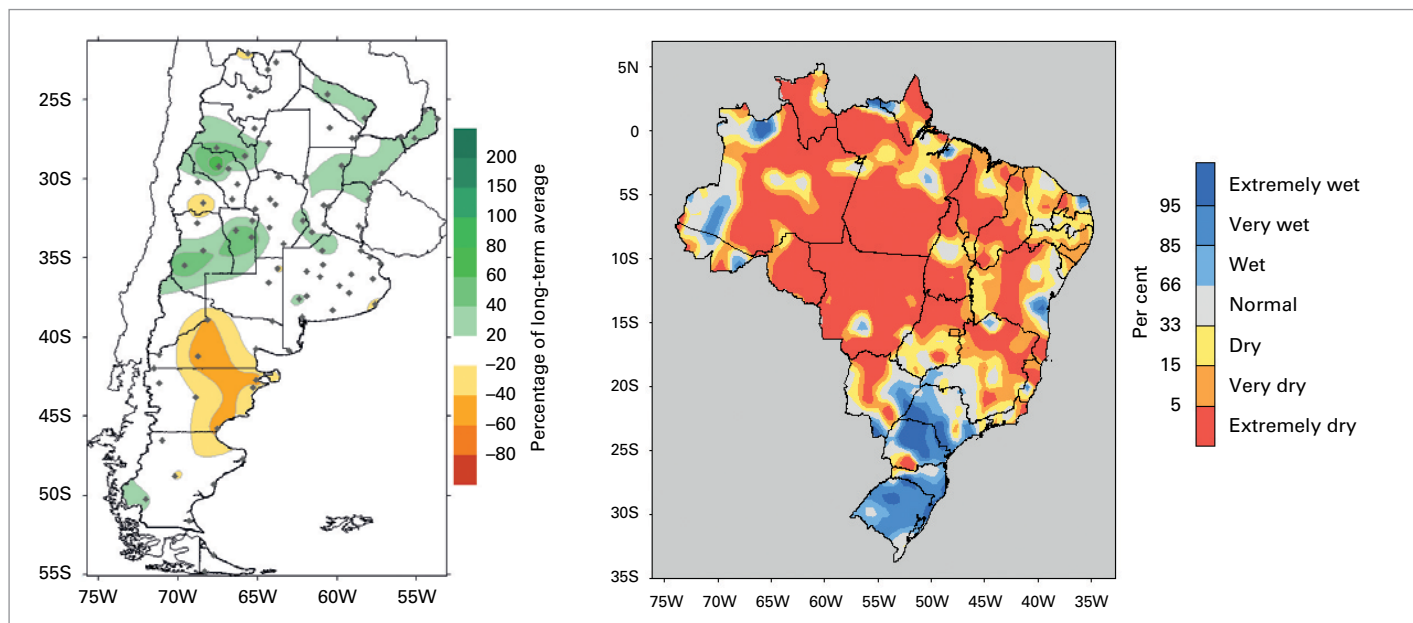 25S
30S
35S
40S
45S
50S
55S
75W 70W 65W 60W 55W
200
150
100
80
60
40
20
–20
–40
–60
–80
Percentage of long-term average
5N
0
5S
10S
15S
20S
25S
30S
35S
75W 70W 65W 60W 55W 50W 45W 40W 35W
Per cent
95
85
66
33
15
5
Extremely wet
Very wet
Wet
Normal
Dry
Very dry
Extremely dry